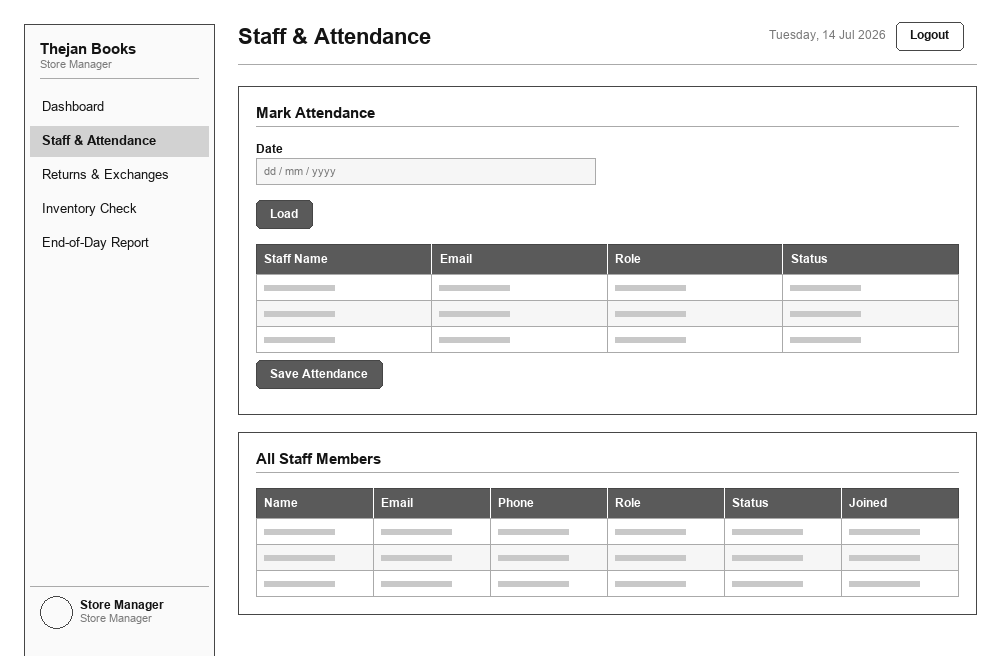 Thejan Books
Store Manager
Dashboard
Staff & Attendance
Returns & Exchanges
Inventory Check
End-of-Day Report
Store Manager
Store Manager
Staff & Attendance
Tuesday, 14 Jul 2026
Logout
Mark Attendance
Date
dd / mm / yyyy
Load
Staff Name Email Role Status
Save Attendance
All Staff Members
Name Email Phone Role Status Joined